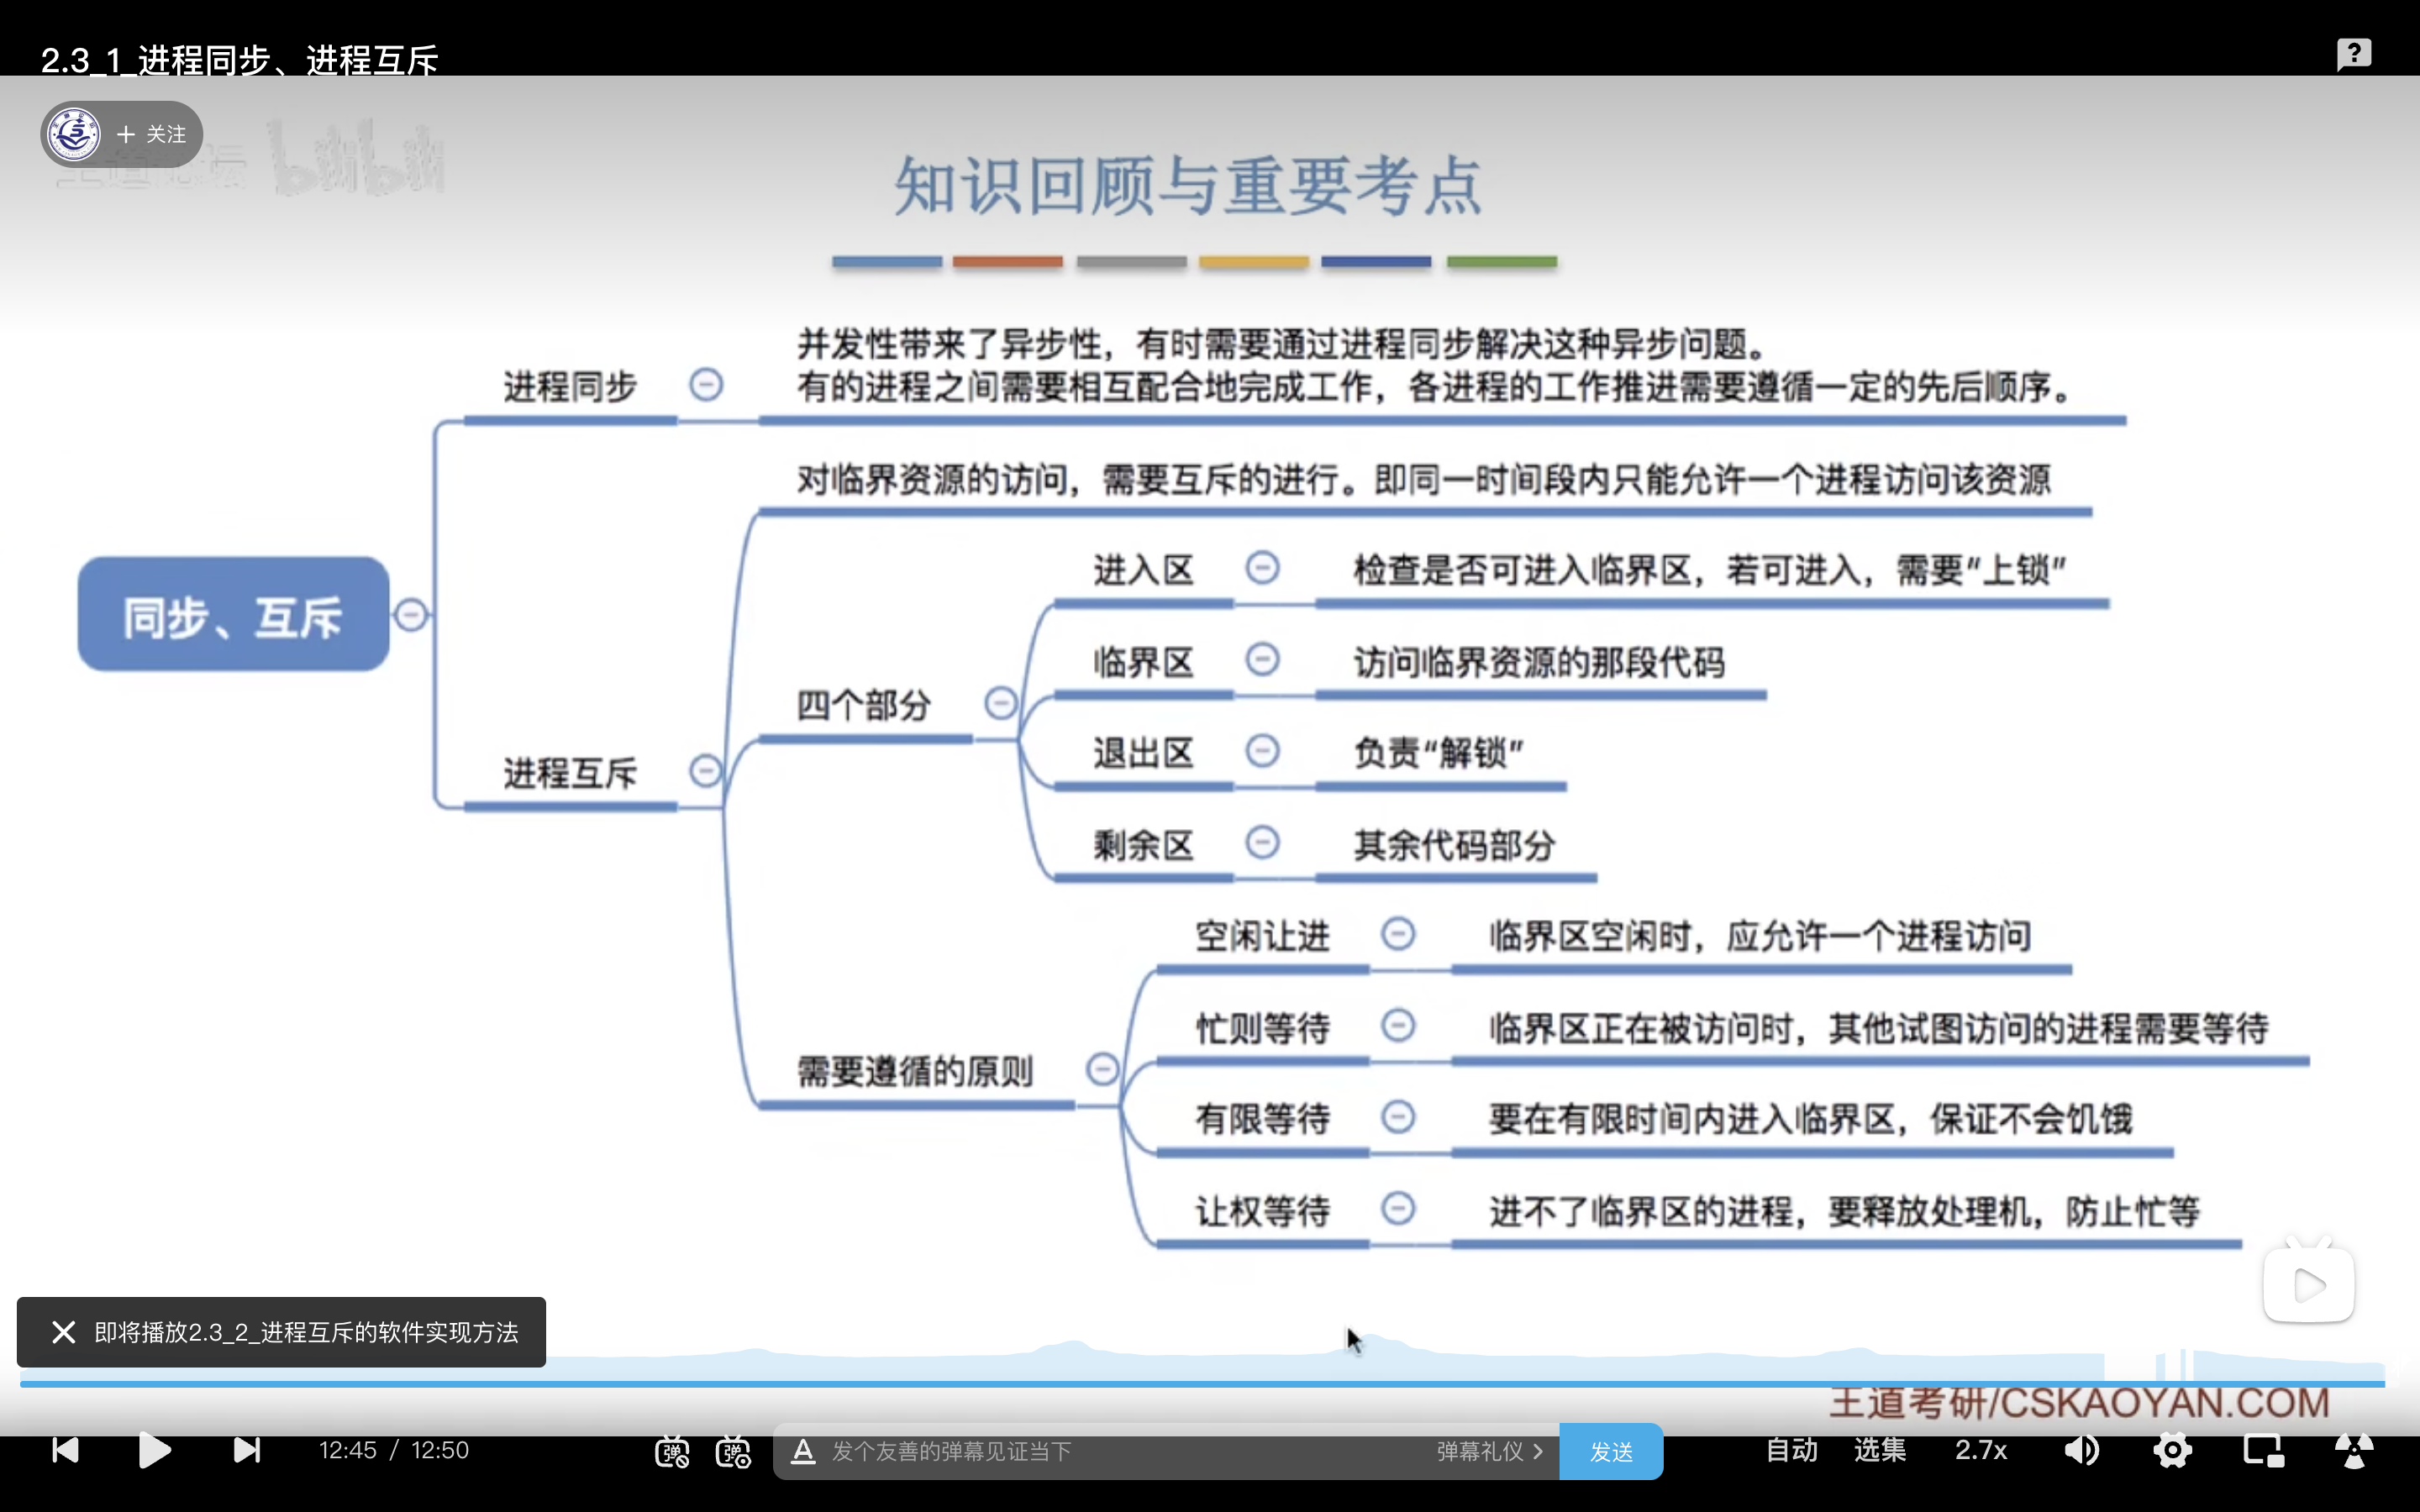 2.3_1_进程同步、进程互斥
+ 关注
bilibili
知识回顾与重要考点
并发性带来了异步性，有时需要通过进程同步解决这种异步问题。
进程同步
有的进程之间需要相互配合地完成工作，各进程的工作推进需要遵循一定的先后顺序。
对临界资源的访问，需要互斥的进行。即同一时间段内只能允许一个进程访问该资源
进入区
检查是否可进入临界区，若可进入，需要“上锁”
同步、互斥
临界区
访问临界资源的那段代码
四个部分
退出区
负责“解锁”
进程互斥
剩余区
其余代码部分
空闲让进
临界区空闲时，应允许一个进程访问
忙则等待
临界区正在被访问时，其他试图访问的进程需要等待
需要遵循的原则
有限等待
要在有限时间内进入临界区，保证不会饥饿
让权等待
进不了临界区的进程，要释放处理机，防止忙等
即将播放2.3_2_进程互斥的软件实现方法
王道考研/CSKAOYAN.COM
12:45 / 12:50
弹
弹
A
发个友善的弹幕见证当下
弹幕礼仪 >
发送
自动
选集
2.7x